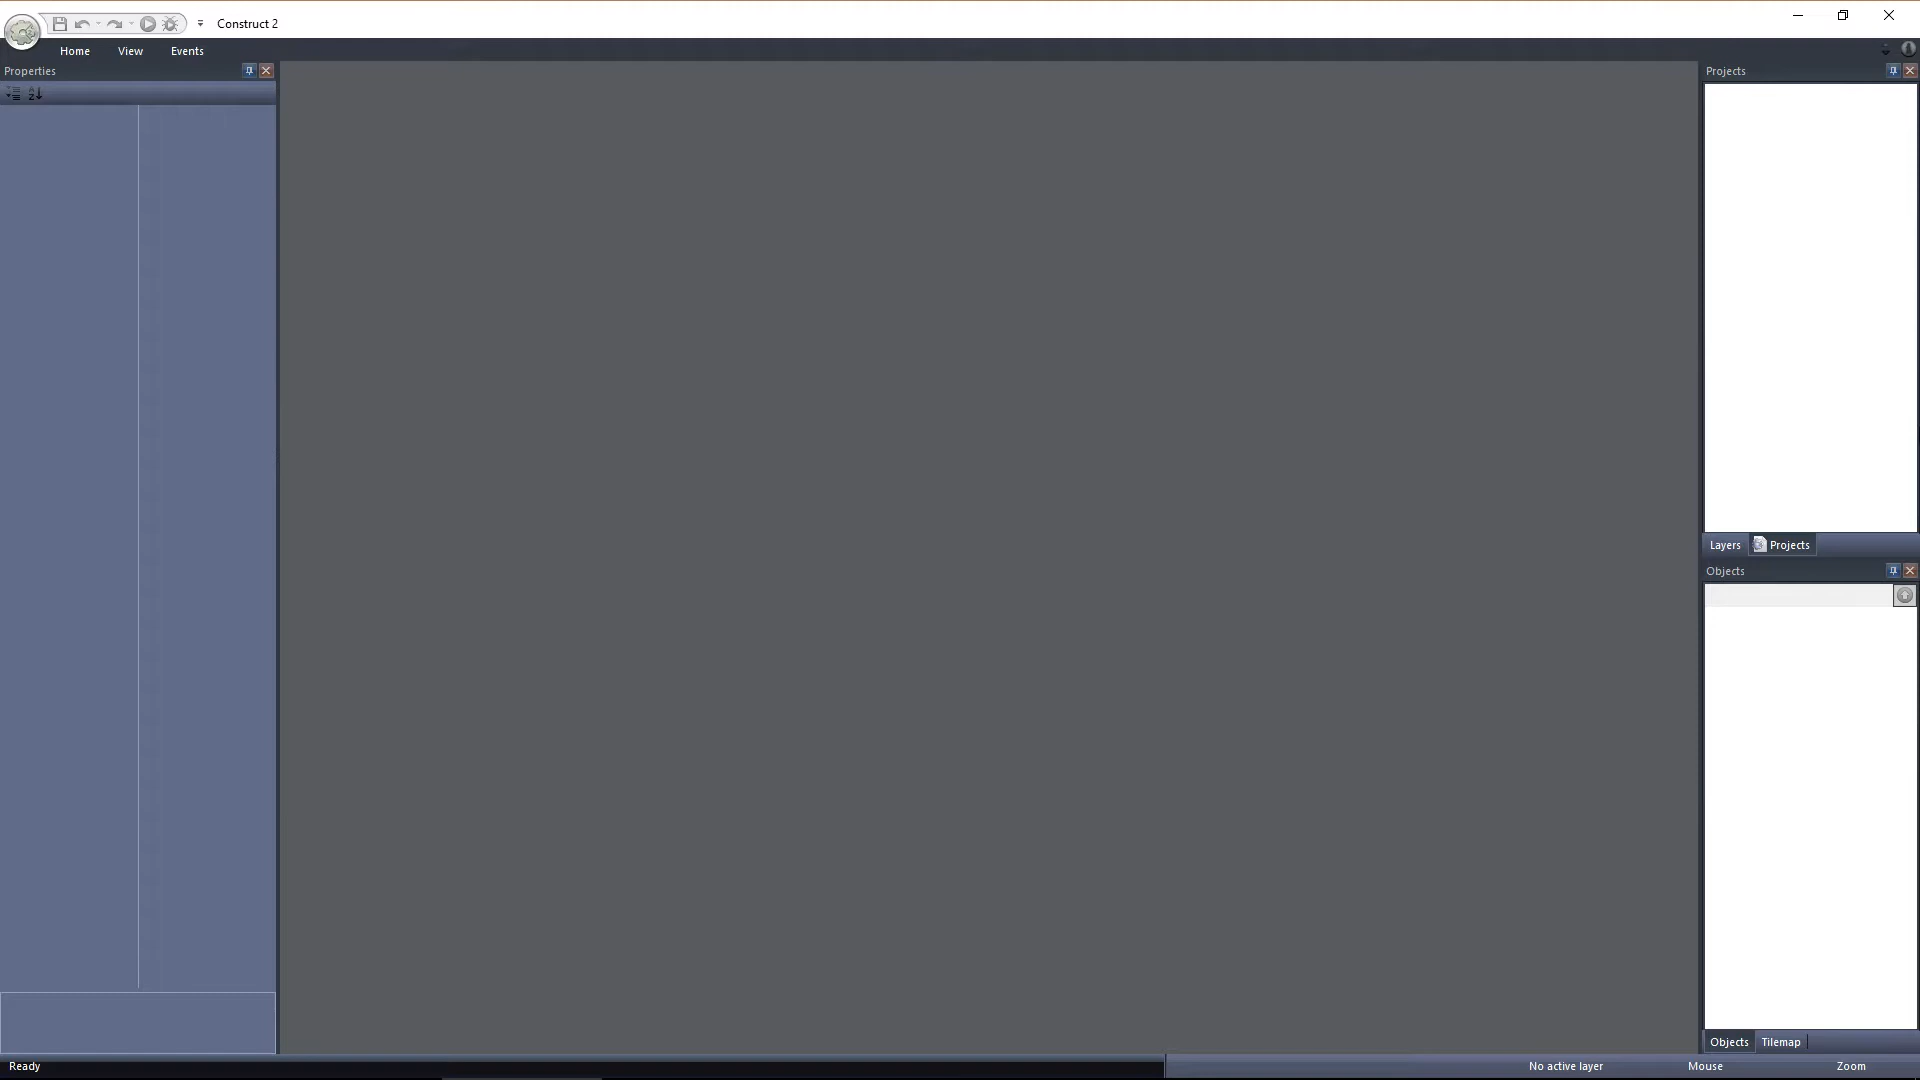 Construct 2
Home View Events
Properties
Projects
Layers Projects
Objects
Objects Tilemap
Ready No active layer Mouse Zoom